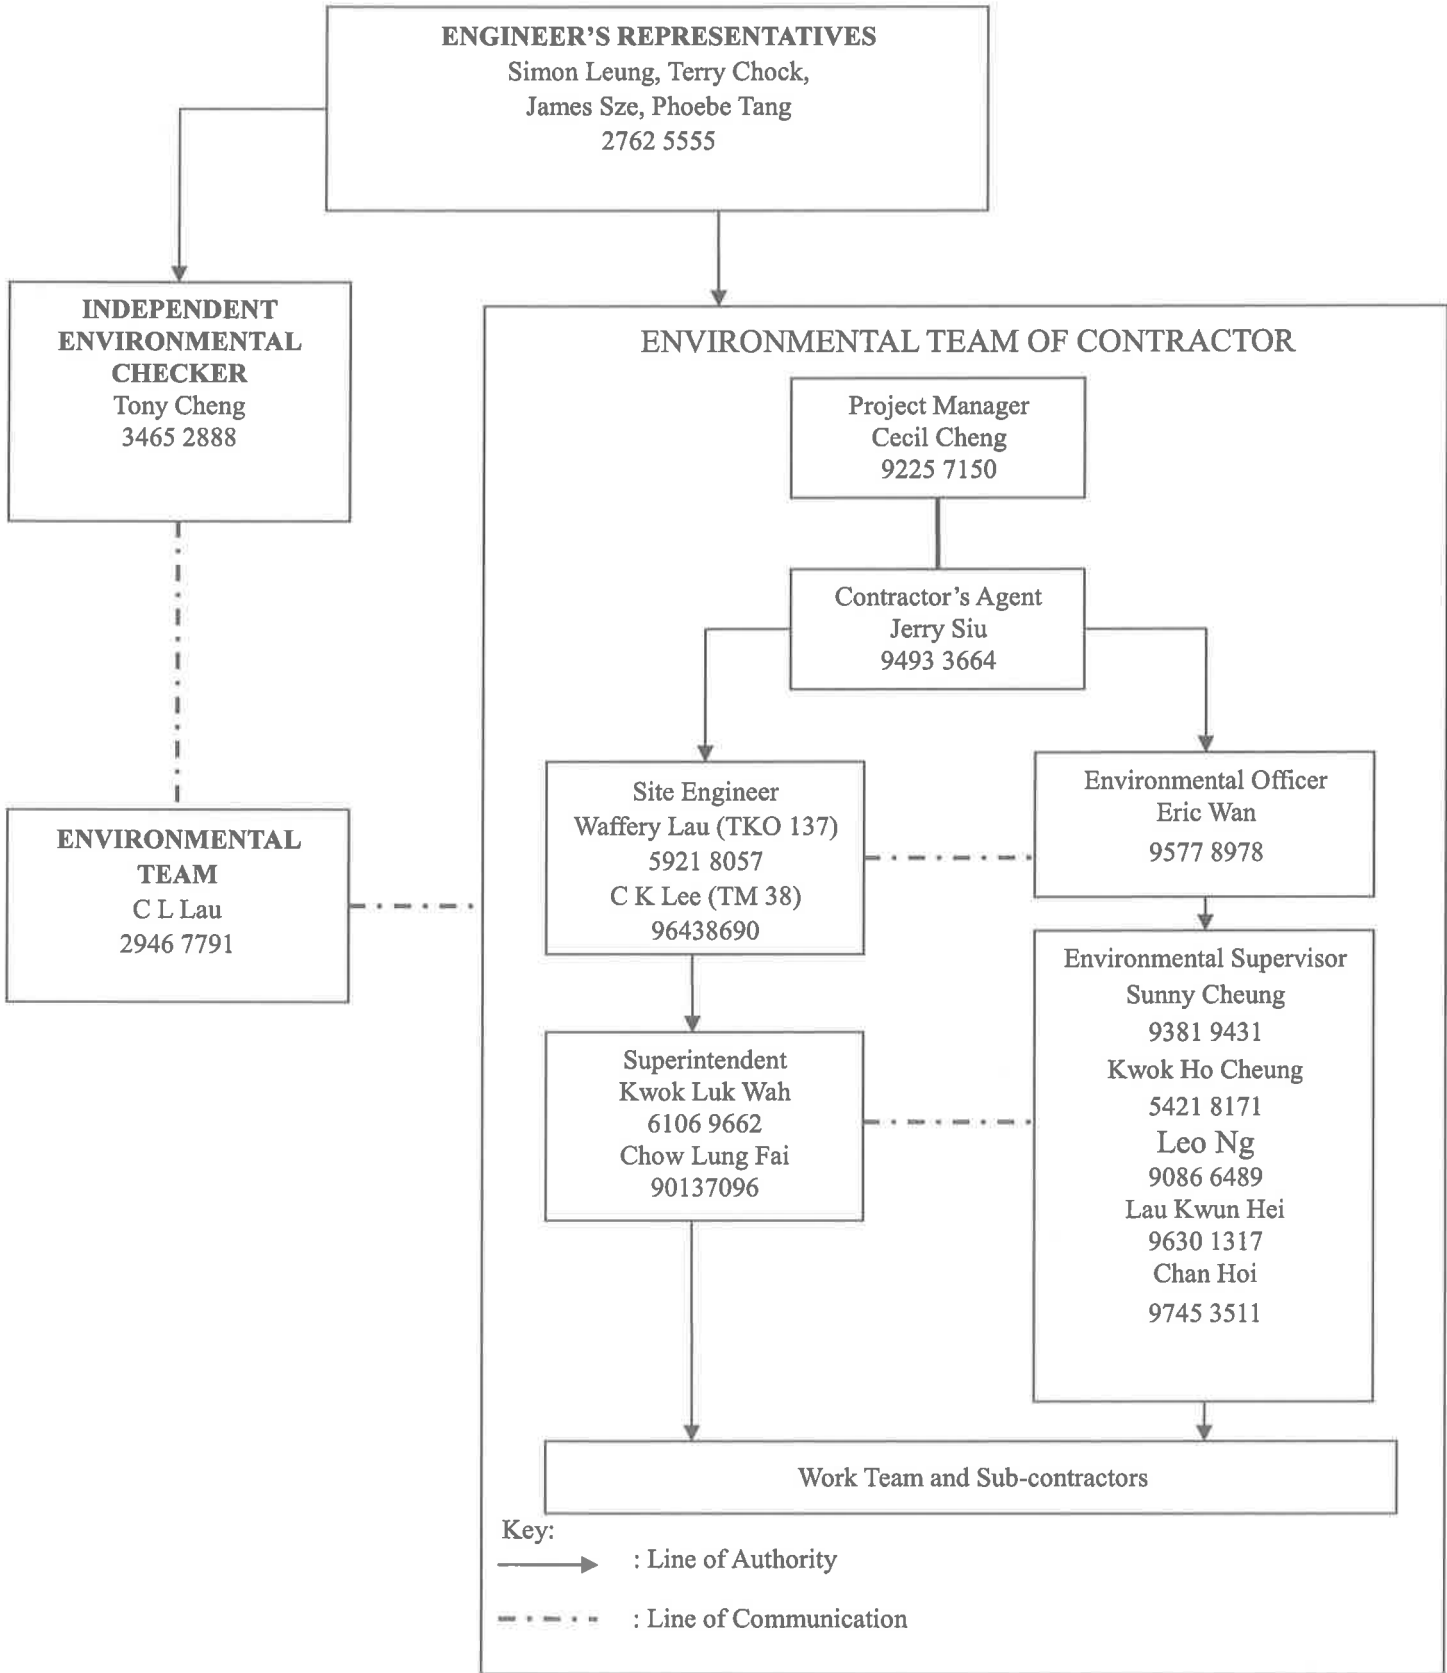 ENGINEER’S REPRESENTATIVES
Simon Leung, Terry Chock,
James Sze, Phoebe Tang
2762 5555
INDEPENDENT
ENVIRONMENTAL
CHECKER
Tony Cheng
3465 2888
ENVIRONMENTAL
TEAM
C L Lau
2946 7791
ENVIRONMENTAL TEAM OF CONTRACTOR
Project Manager
Cecil Cheng
9225 7150
Contractor’s Agent
Jerry Siu
9493 3664
Site Engineer
Waffery Lau (TKO 137)
5921 8057
C K Lee (TM 38)
96438690
Environmental Officer
Eric Wan
9577 8978
Superintendent
Kwok Luk Wah
6106 9662
Chow Lung Fai
90137096
Environmental Supervisor
Sunny Cheung
9381 9431
Kwok Ho Cheung
5421 8171
Leo Ng
9086 6489
Lau Kwun Hei
9630 1317
Chan Hoi
9745 3511
Work Team and Sub-contractors
Key:
: Line of Authority
: Line of Communication